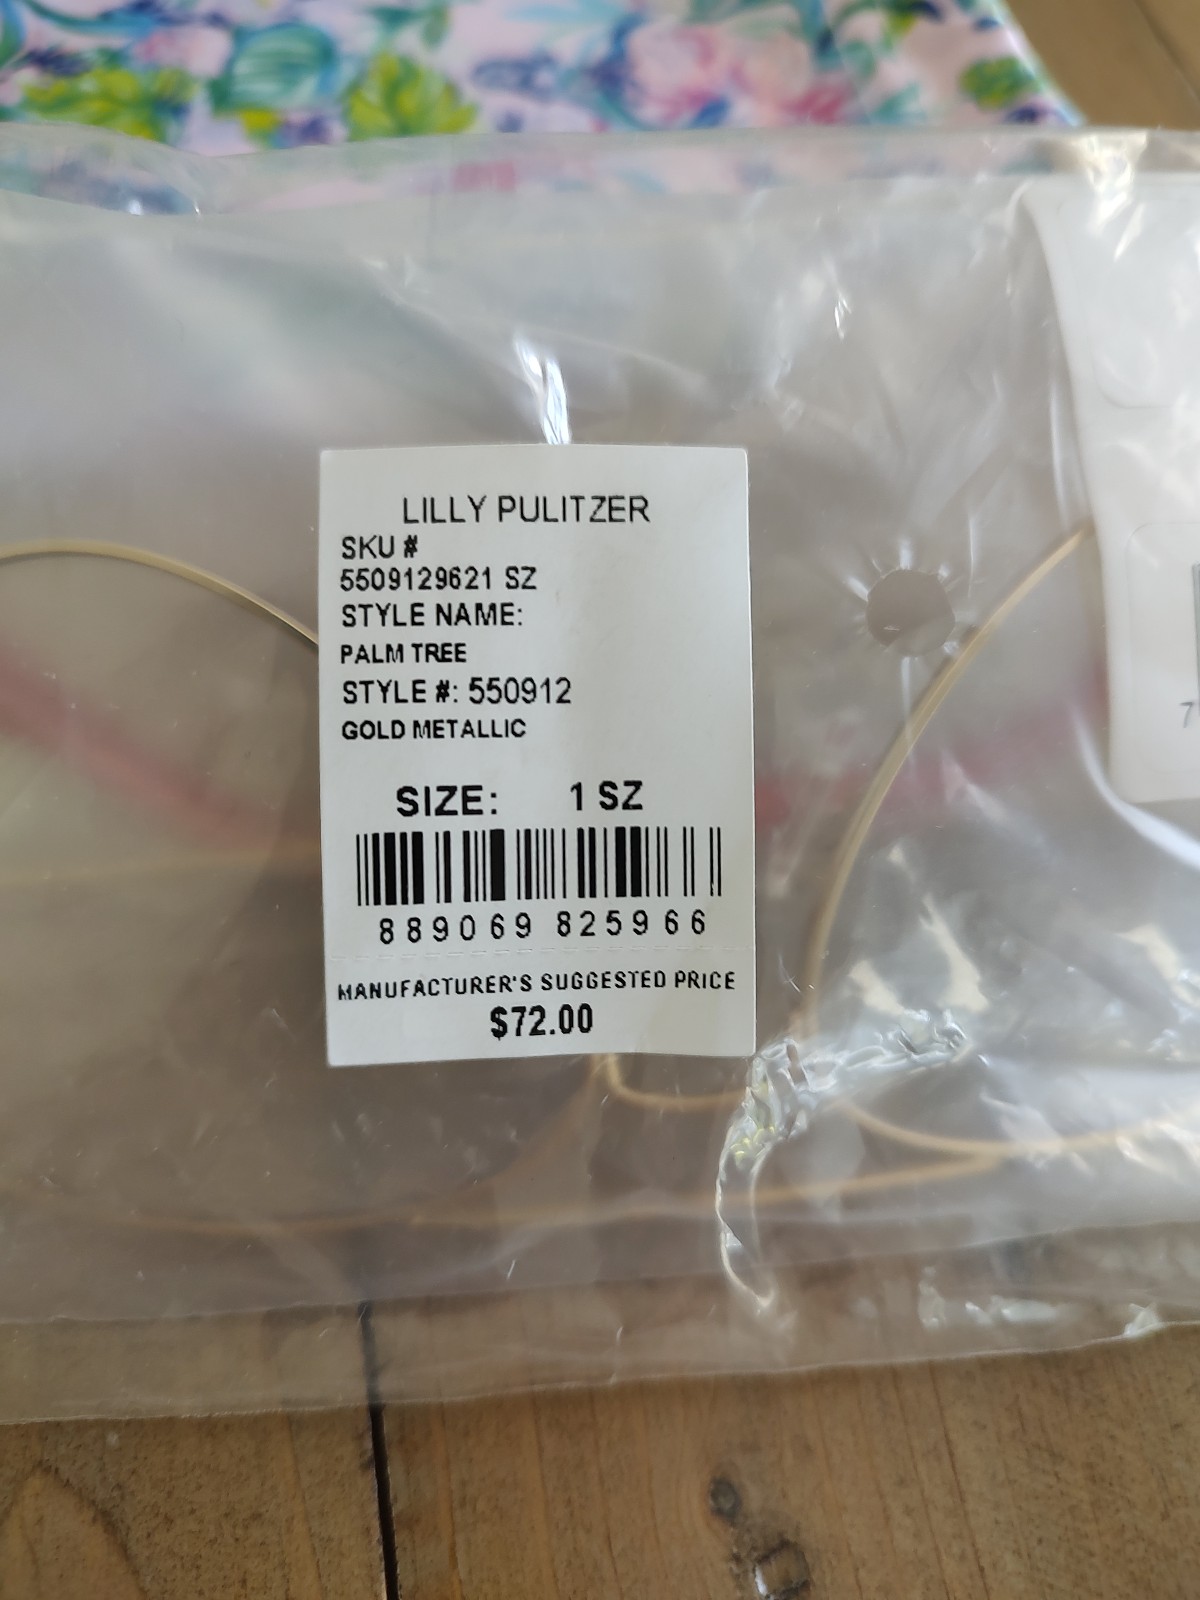 LILLY PULITZER
SKU #
5509129621 SZ
STYLE NAME:
PALM TREE
STYLE #: 550912
GOLD METALLIC
SIZE: 1 SZ
889069 825966
MANUFACTURER'S SUGGESTED PRICE
$72.00
7